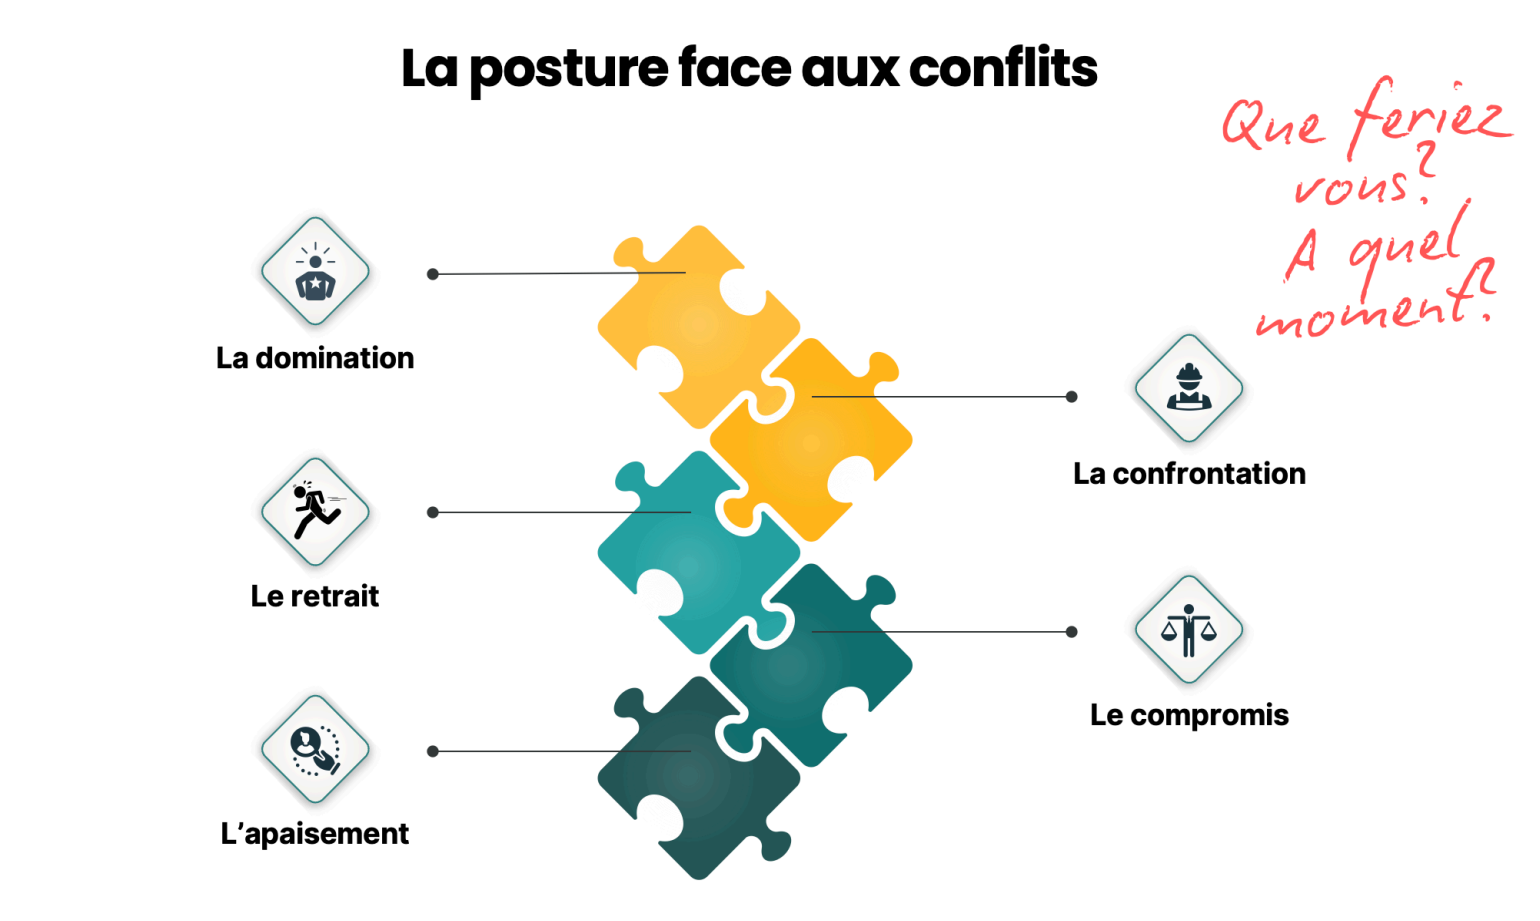 La posture face aux conflits
Que feriez
vous?
A quel
moment?
La domination
La confrontation
Le retrait
Le compromis
L'apaisement